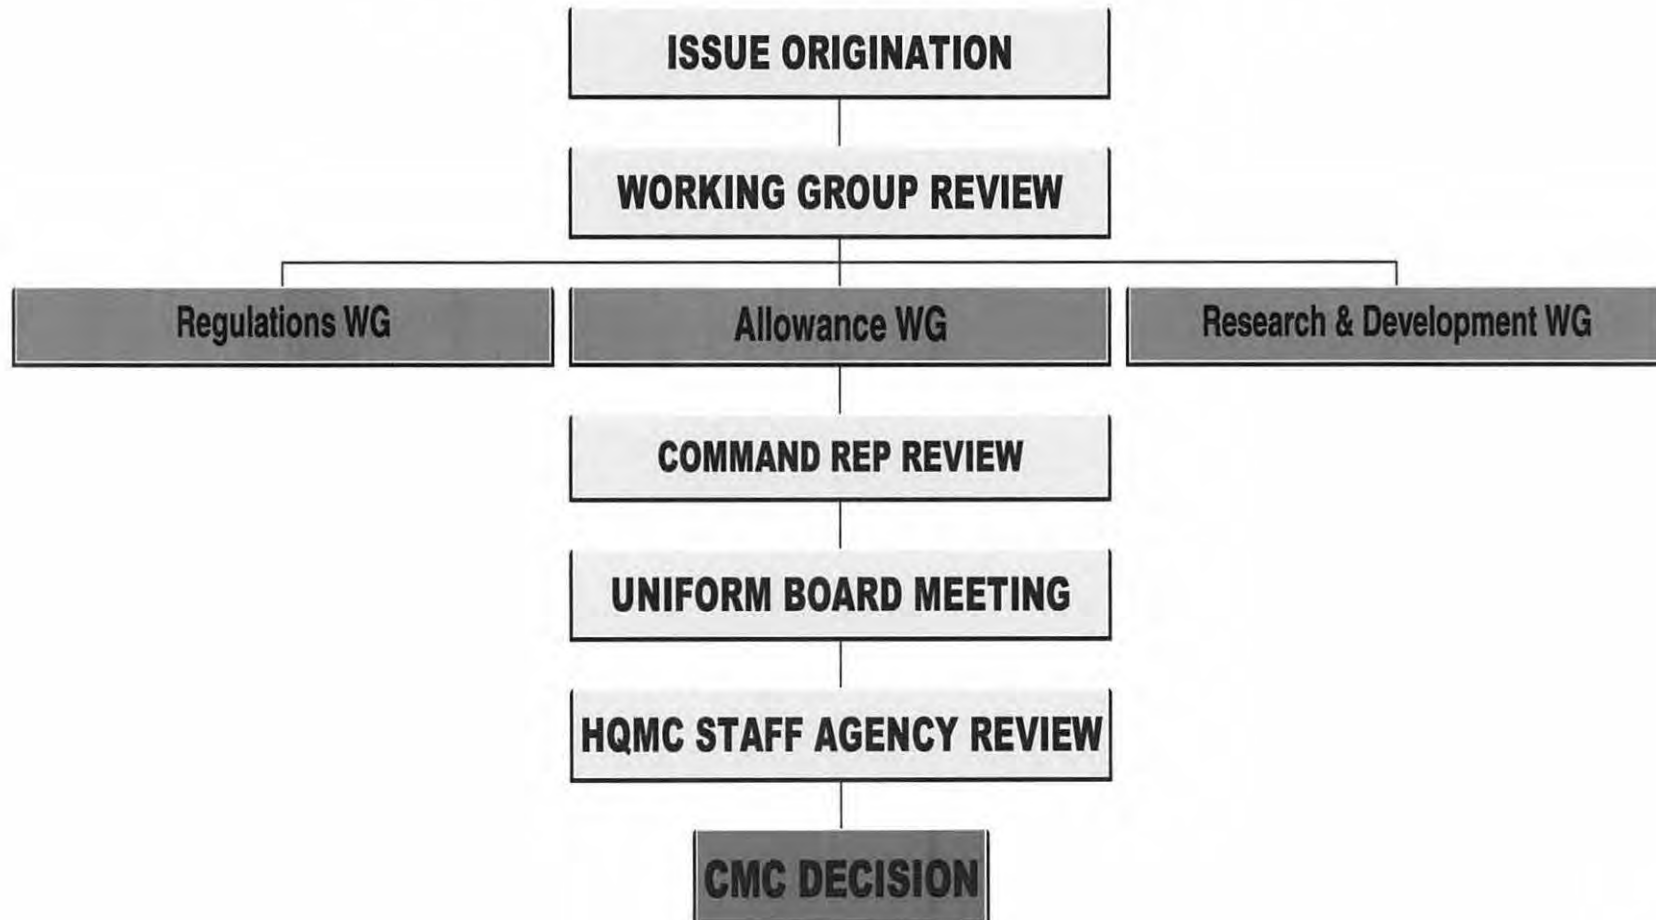 ISSUE ORIGINATION
WORKING GROUP REVIEW
Regulations WG
Allowance WG
Research & Development WG
COMMAND REP REVIEW
UNIFORM BOARD MEETING
HQMC STAFF AGENCY REVIEW
CMC DECISION